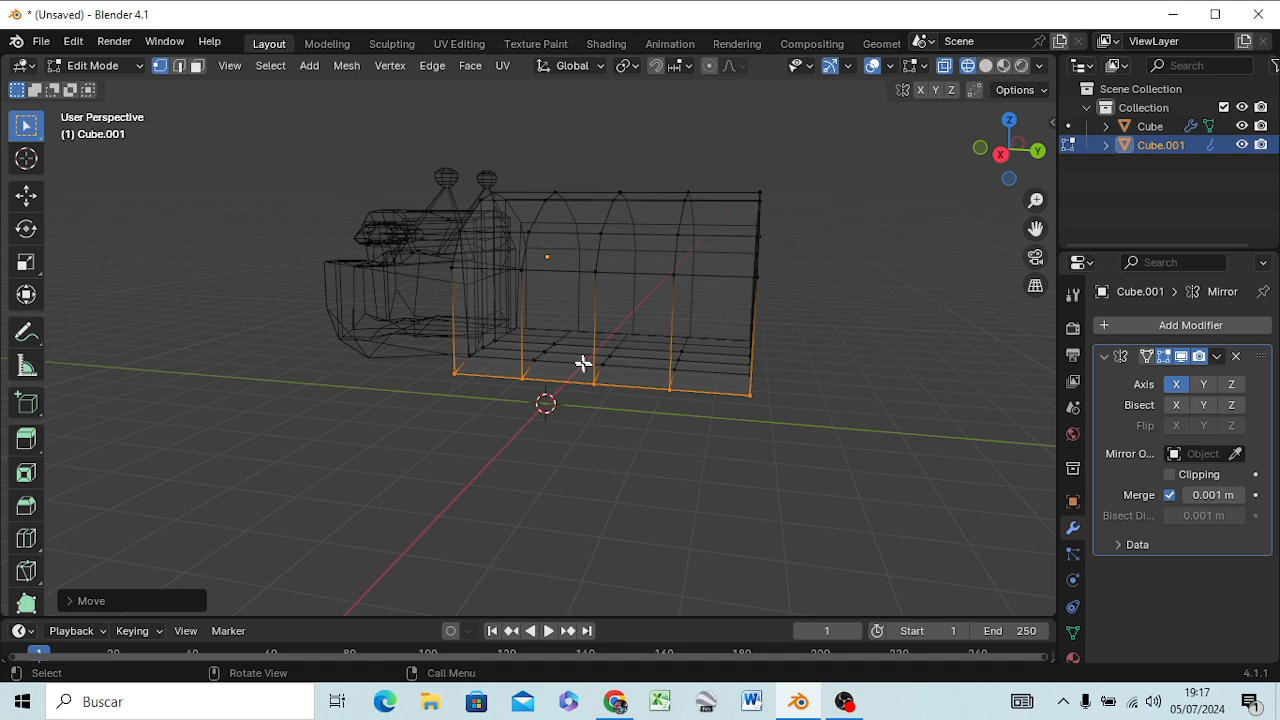 * (Unsaved) - Blender 4.1
File Edit Render Window Help Layout Modeling Sculpting UV Editing Texture Paint Shading Animation Rendering Compositing Geomet Scene ViewLayer
Edit Mode View Select Add Mesh Vertex Edge Face UV Global Search
X Y Z Options
User Perspective
(1) Cube.001
Z
Y
X
Scene Collection
Collection
Cube
Cube.001
Search
Cube.001 > Mirror
Add Modifier
Axis X Y Z
Bisect X Y Z
Flip X Y Z
Mirror O... Object
Clipping
Merge 0.001 m
Bisect Di... 0.001 m
Data
> Move
Playback Keying View Marker 1 Start 1 End 250
1
Select Rotate View Call Menu 4.1.1
Buscar
19:17
05/07/2024
1